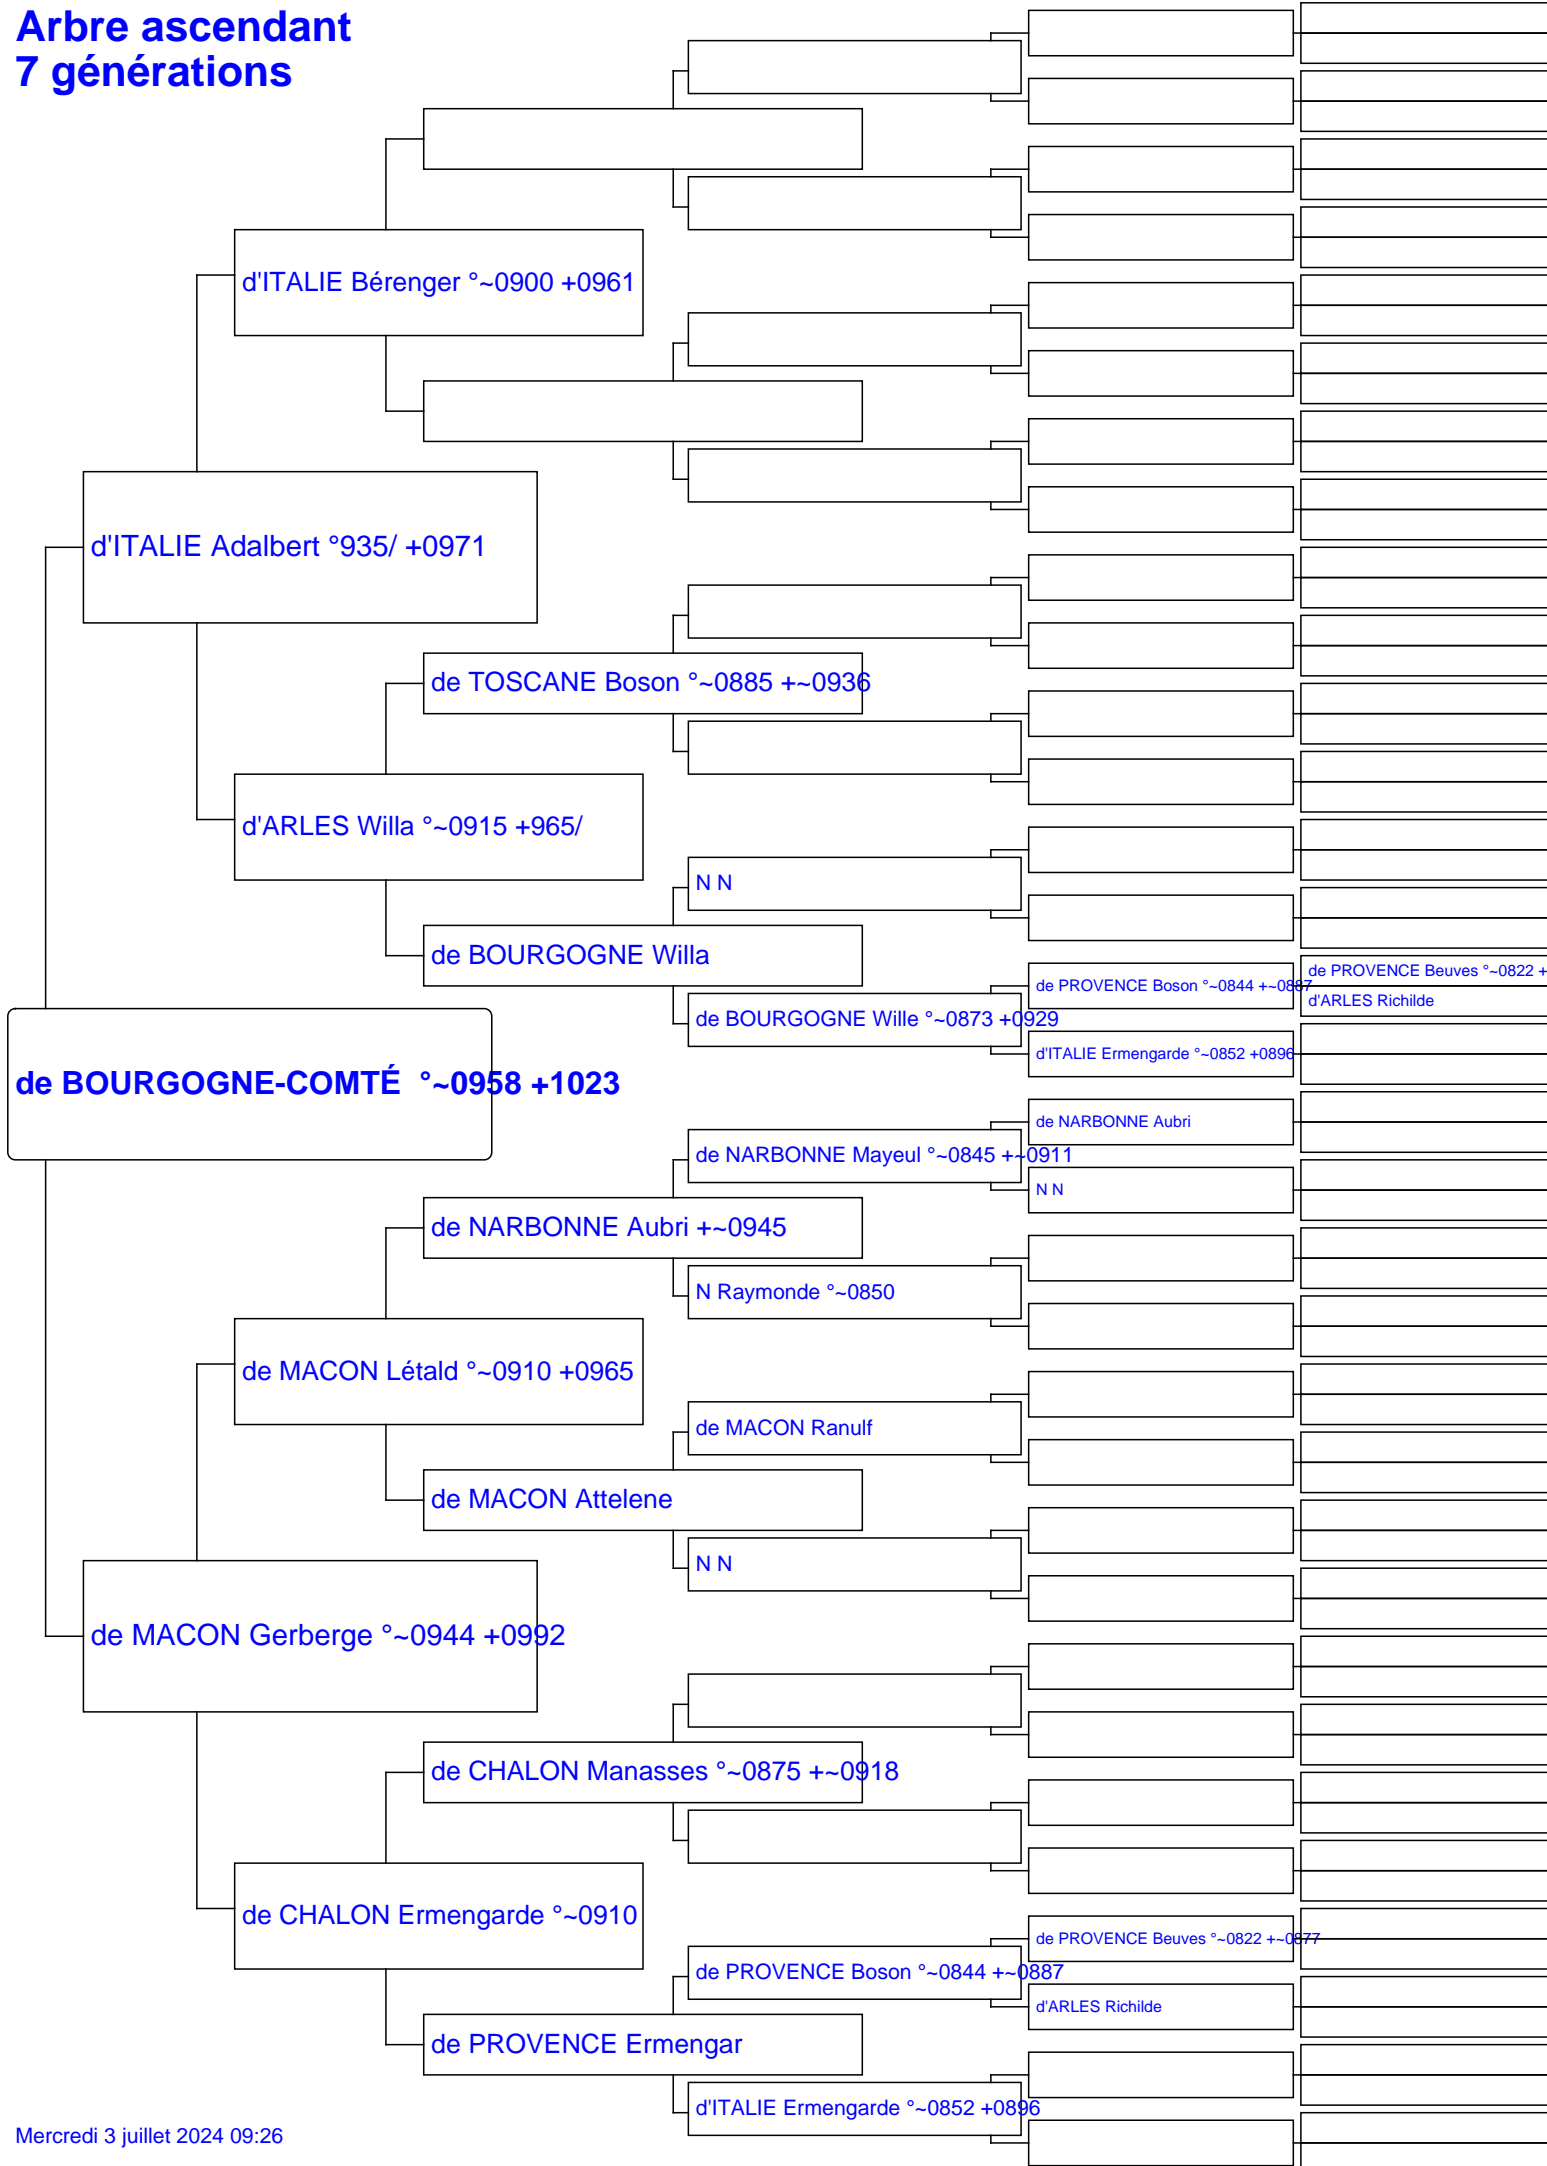 Arbre ascendant
7 générations
d'ITALIE Bérenger °~0900 +0961
d'ITALIE Adalbert °935/ +0971
de TOSCANE Boson °~0885 +~0936
d'ARLES Willa °~0915 +965/
N N
de BOURGOGNE Willa
de PROVENCE Boson °~0844 +~0887
de PROVENCE Beuves °~0822 +
d'ARLES Richilde
de BOURGOGNE Wille °~0873 +0929
d'ITALIE Ermengarde °~0852 +0896
de BOURGOGNE-COMTÉ °~0958 +1023
de NARBONNE Aubri
de NARBONNE Mayeul °~0845 +~0911
N N
de NARBONNE Aubri +~0945
N Raymonde °~0850
de MACON Létald °~0910 +0965
de MACON Ranulf
de MACON Attelene
N N
de MACON Gerberge °~0944 +0992
de CHALON Manasses °~0875 +~0918
de CHALON Ermengarde °~0910
de PROVENCE Beuves °~0822 +~0877
de PROVENCE Boson °~0844 +~0887
d'ARLES Richilde
de PROVENCE Ermengar
d'ITALIE Ermengarde °~0852 +0896
Mercredi 3 juillet 2024 09:26